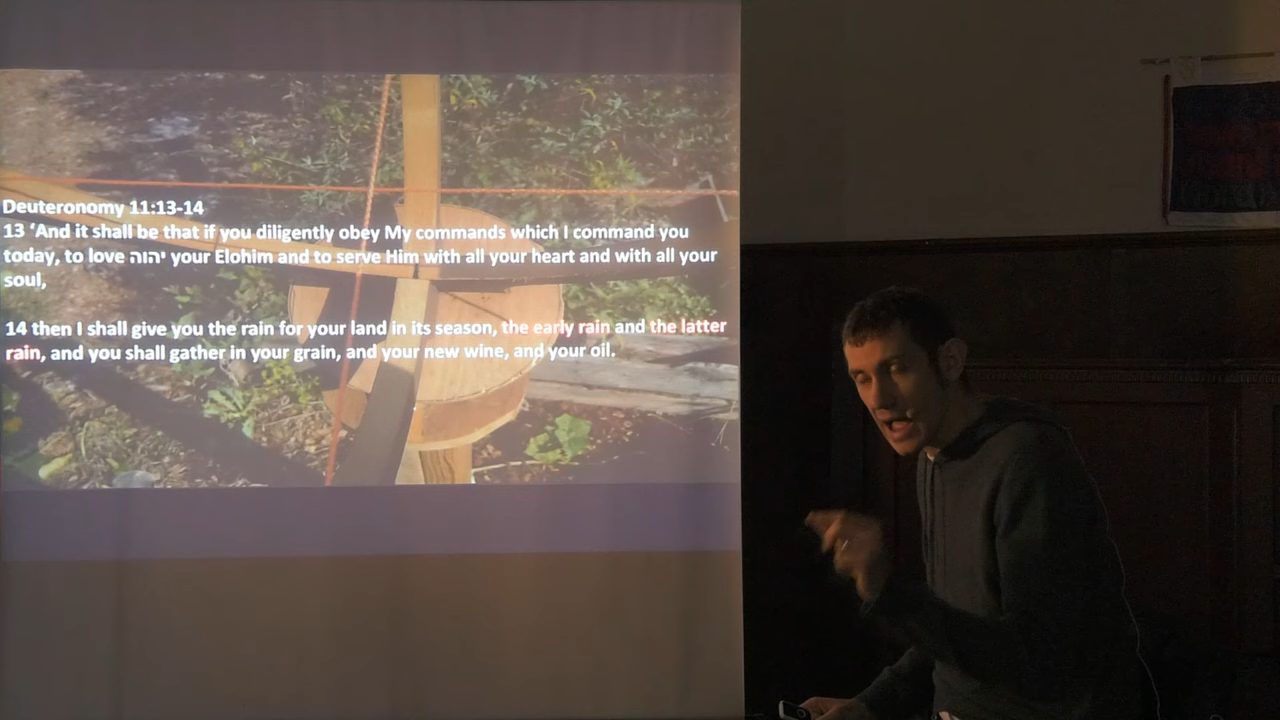 Deuteronomy 11:13-14
13 ‘And it shall be that if you diligently obey My commands which I command you
today, to love יהוה your Elohim and to serve Him with all your heart and with all your
soul,
14 then I shall give you the rain for your land in its season, the early rain and the latter
rain, and you shall gather in your grain, and your new wine, and your oil.